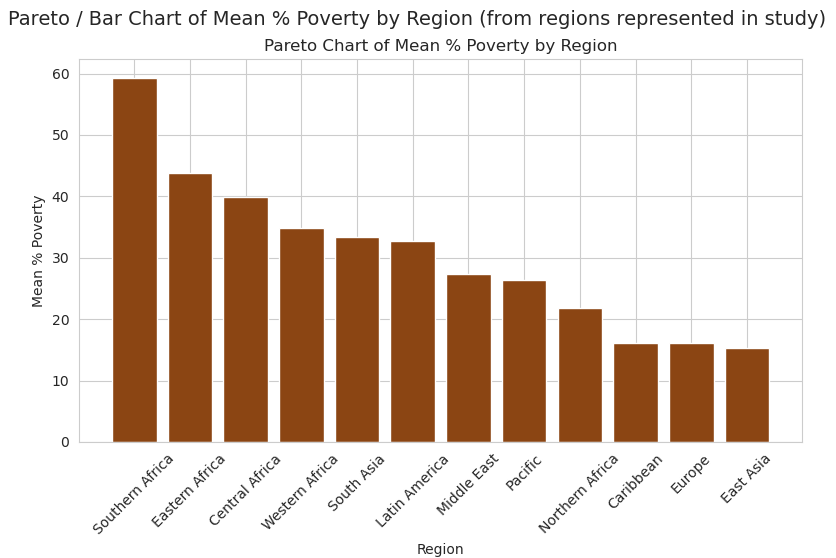 Pareto / Bar Chart of Mean % Poverty by Region (from regions represented in study)
Pareto Chart of Mean % Poverty by Region
60
50
40
30
20
10
0
Mean % Poverty
Southern Africa
Eastern Africa
Central Africa
Western Africa
South Asia
Latin America
Middle East
Pacific
Northern Africa
Caribbean
Europe
East Asia
Region